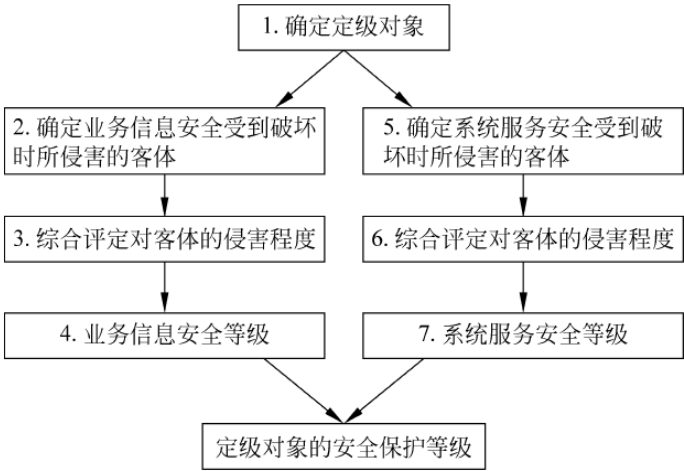 1. 确定定级对象
2. 确定业务信息安全受到破坏
时所侵害的客体
5. 确定系统服务安全受到破
坏时所侵害的客体
3. 综合评定对客体的侵害程度
6. 综合评定对客体的侵害程度
4. 业务信息安全等级
7. 系统服务安全等级
定级对象的安全保护等级